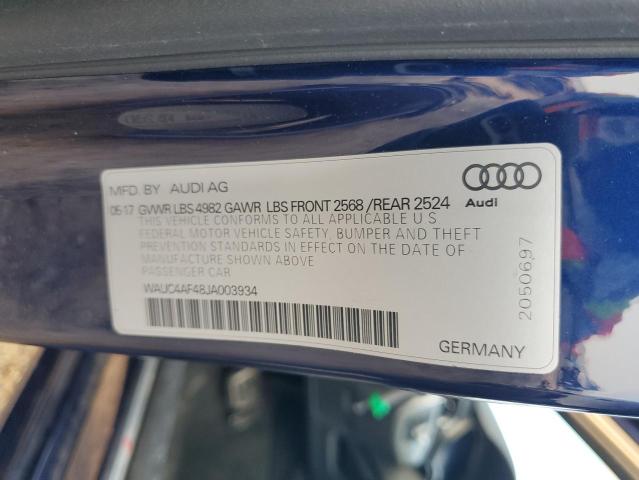 MFD. BY AUDI AG
05-17 GVWR LBS 4982 GAWR LBS FRONT 2568 /REAR 2524
Audi
THIS VEHICLE CONFORMS TO ALL APPLICABLE U S
FEDERAL MOTOR VEHICLE SAFETY, BUMPER AND THEFT
PREVENTION STANDARDS IN EFFECT ON THE DATE OF
MANUFACTURE SHOWN ABOVE
PASSENGER CAR
WAUC4AF48JA003934
2050697
GERMANY